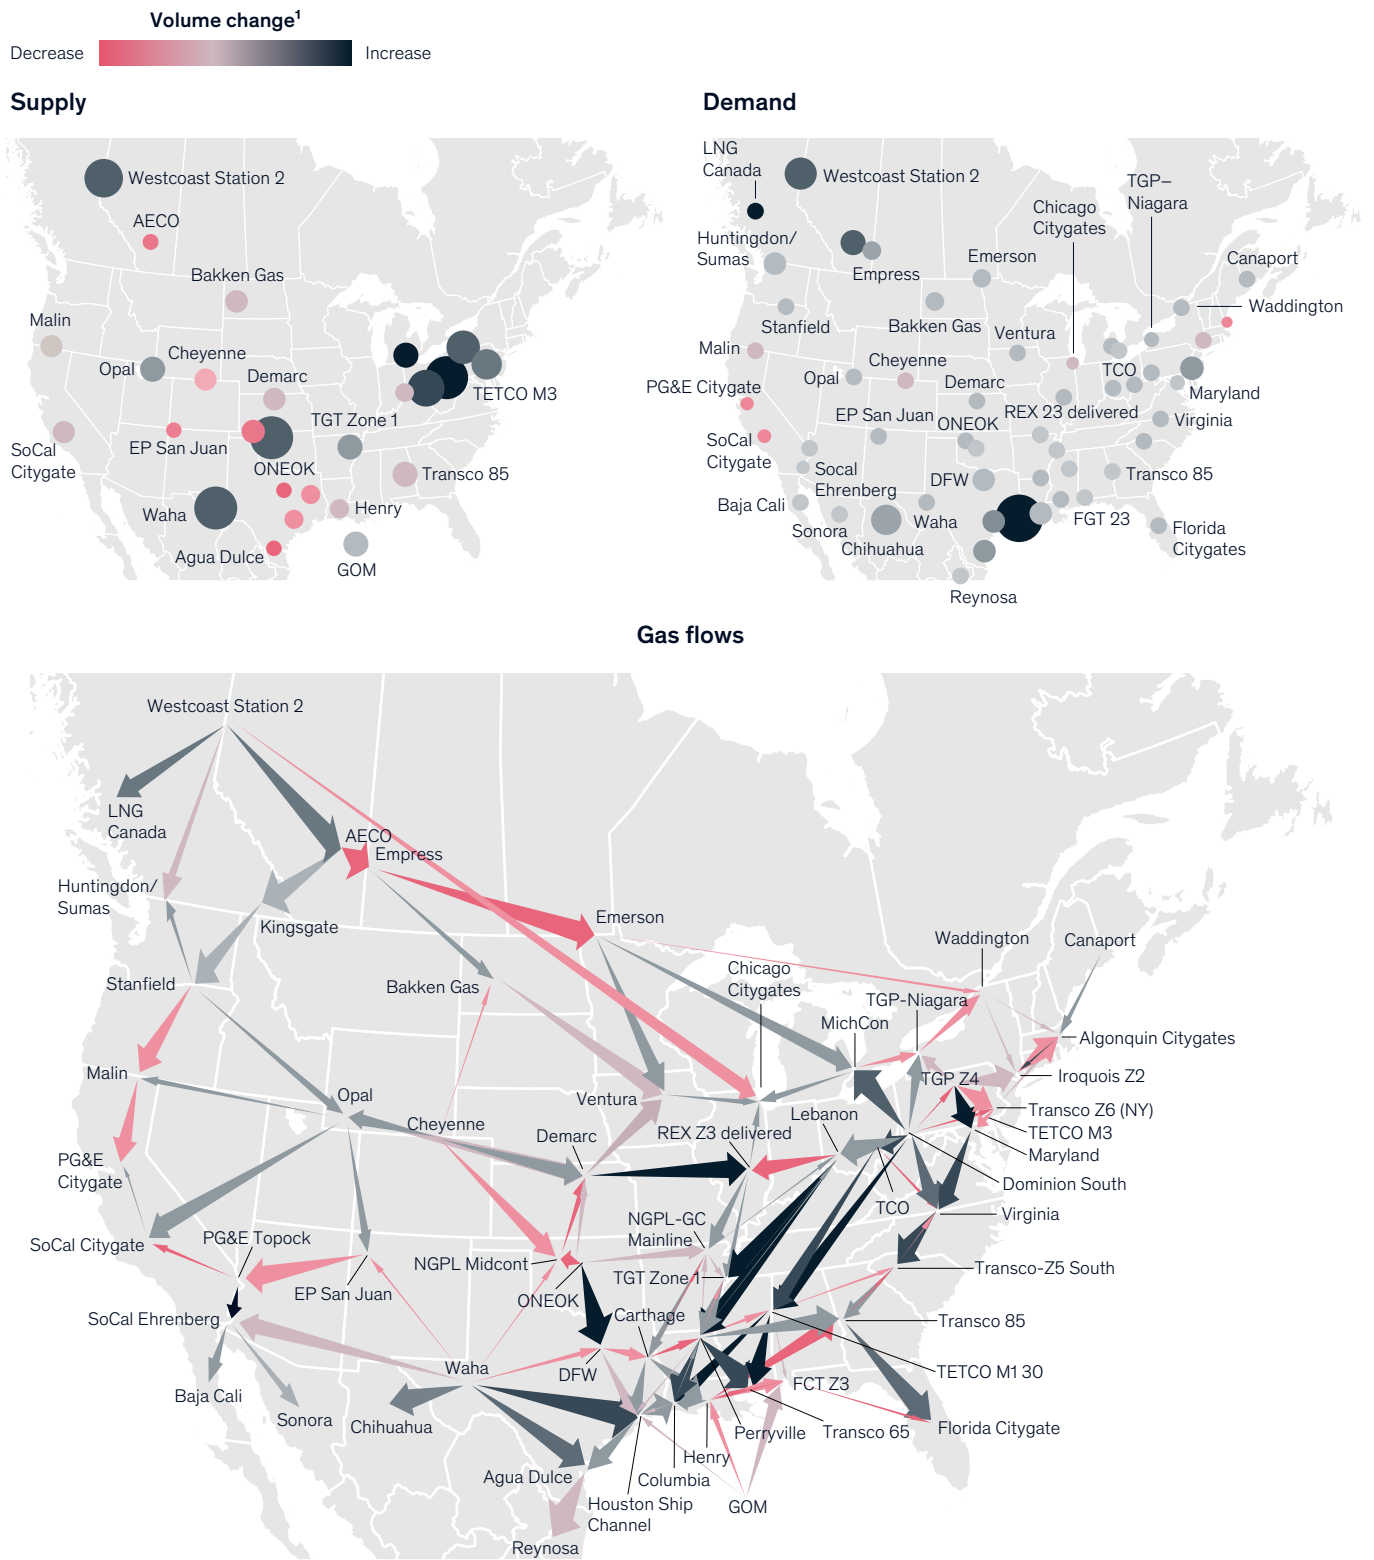 Volume change¹
Decrease
Increase
Supply
Westcoast Station 2
AECO
Bakken Gas
Malin
Opal
Cheyenne
Demarc
TETCO M3
TGT Zone 1
SoCal
Citygate
EP San Juan
ONEOK
Transco 85
Waha
Henry
Agua Dulce
GOM
Demand
LNG
Canada
Westcoast Station 2
TGP–
Niagara
Chicago
Citygates
Huntingdon/
Sumas
Empress
Emerson
Canaport
Stanfield
Bakken Gas
Ventura
Waddington
Malin
Cheyenne
Opal
Demarc
TCO
PG&E Citygate
Maryland
EP San Juan
ONEOK
REX 23 delivered
Virginia
SoCal
Citygate
Socal
Ehrenberg
DFW
Transco 85
Baja Cali
Sonora
Waha
Chihuahua
FGT 23
Florida
Citygates
Reynosa
Gas flows
Westcoast Station 2
LNG
Canada
AECO
Empress
Huntingdon/
Sumas
Kingsgate
Emerson
Waddington
Canaport
Stanfield
Bakken Gas
Chicago
Citygates
TGP-Niagara
MichCon
Algonquin Citygates
Malin
TGP Z4
Iroquois Z2
Opal
Ventura
Cheyenne
Lebanon
Transco Z6 (NY)
Demarc
REX Z3 delivered
TETCO M3
Maryland
PG&E
Citygate
Dominion South
TCO
Virginia
SoCal Citygate
PG&E Topock
NGPL-GC
Mainline
NGPL Midcont
TGT Zone 1
Transco-Z5 South
EP San Juan
ONEOK
Carthage
SoCal Ehrenberg
Transco 85
Waha
DFW
TETCO M1 30
FCT Z3
Baja Cali
Sonora
Chihuahua
Perryville
Transco 65
Florida Citygate
Henry
Agua Dulce
Columbia
Houston Ship
Channel
GOM
Reynosa